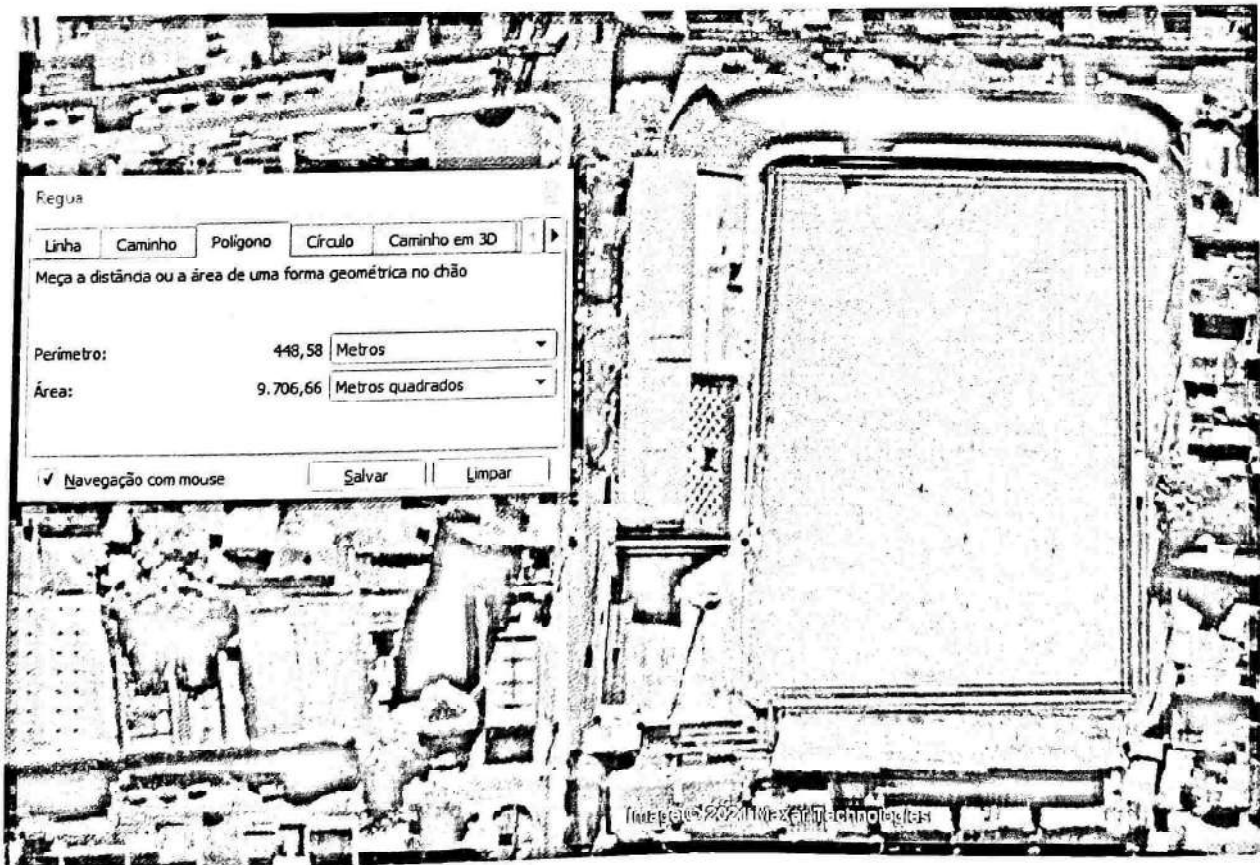 Regua
Linha Caminho Polígono Círculo Caminho em 3D
Meça a distância ou a área de uma forma geométrica no chão
Perímetro: 448,58 Metros
Área: 9.706,66 Metros quadrados
Navegação com mouse Salvar Limpar
Image © 2021 Maxar Technologies